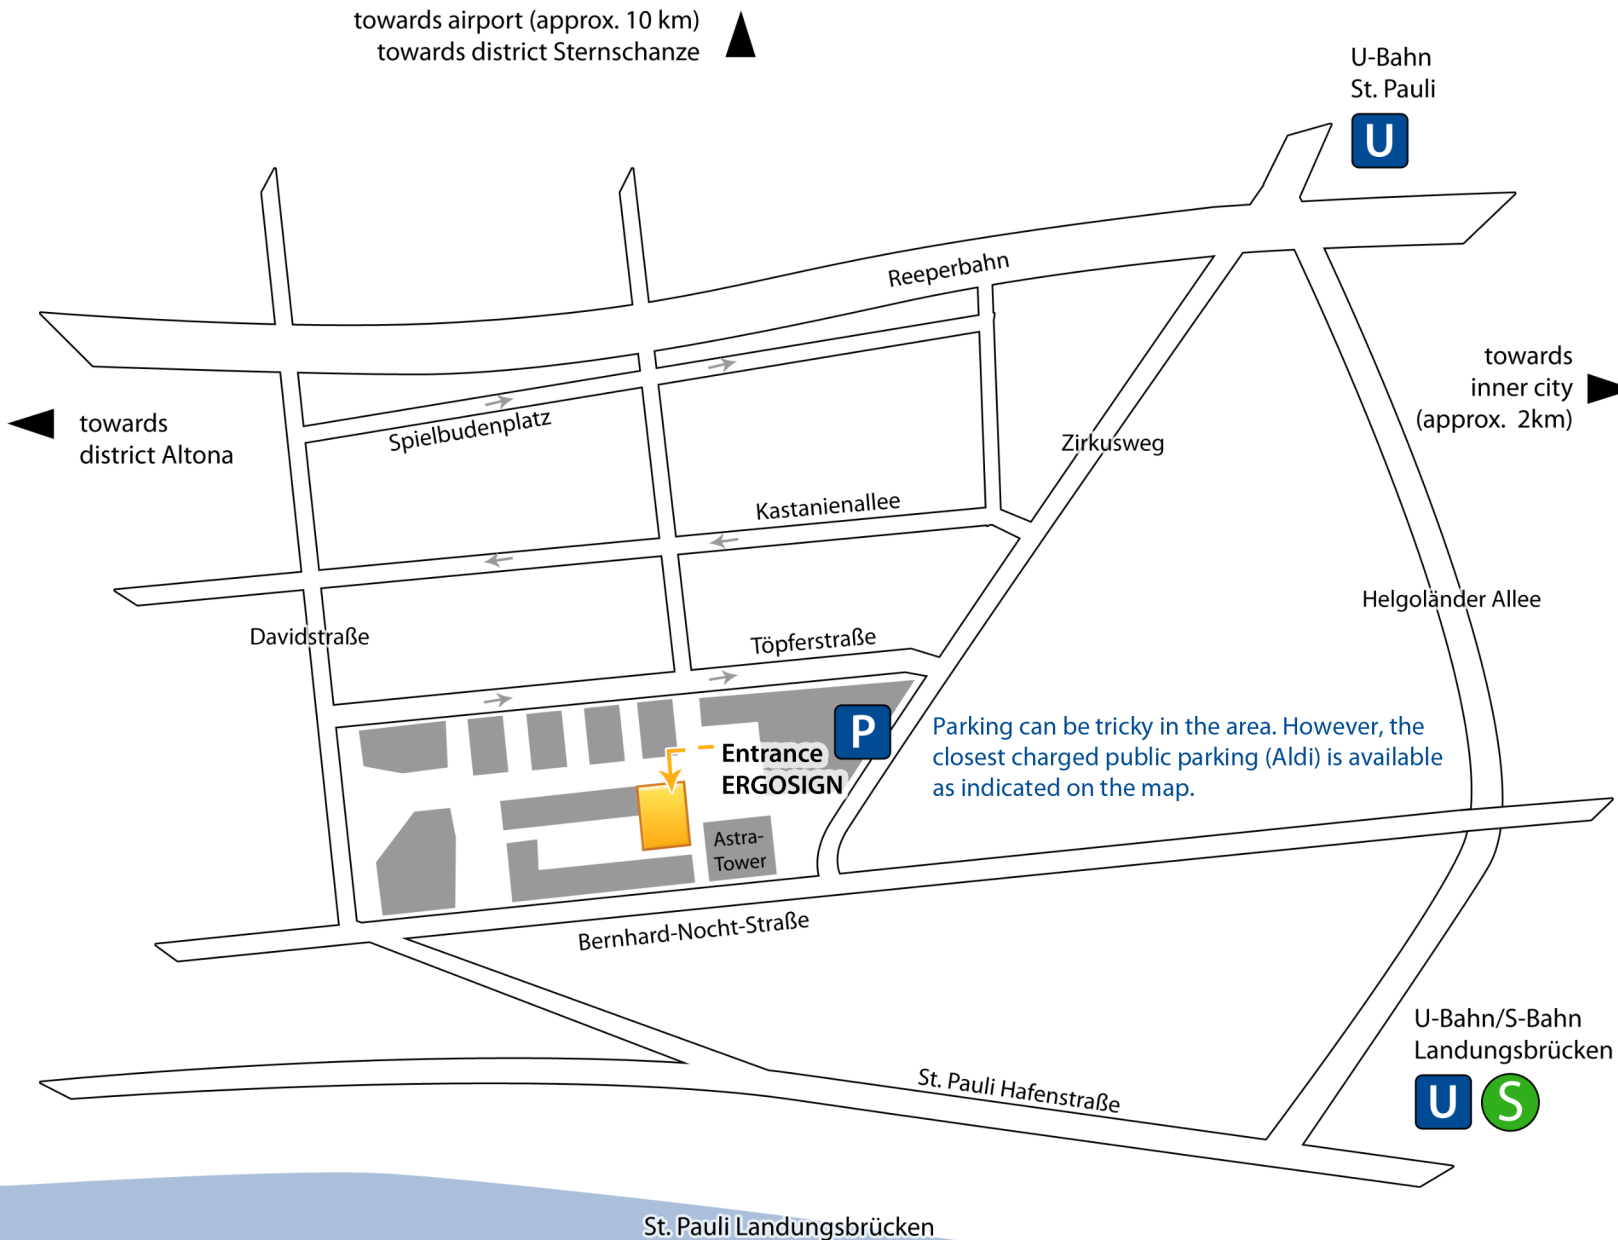 towards airport (approx. 10 km)
towards district Sternschanze
U-Bahn
St. Pauli
U
Reeperbahn
towards
inner city
(approx. 2km)
towards
district Altona
Spielbudenplatz
Zirkusweg
Kastanienallee
Helgoländer Allee
Davidstraße
Töpferstraße
P
Parking can be tricky in the area. However, the
closest charged public parking (Aldi) is available
as indicated on the map.
Entrance
ERGOSIGN
Astra-
Tower
Bernhard-Nocht-Straße
U-Bahn/S-Bahn
Landungsbrücken
U S
St. Pauli Hafenstraße
St. Pauli Landungsbrücken